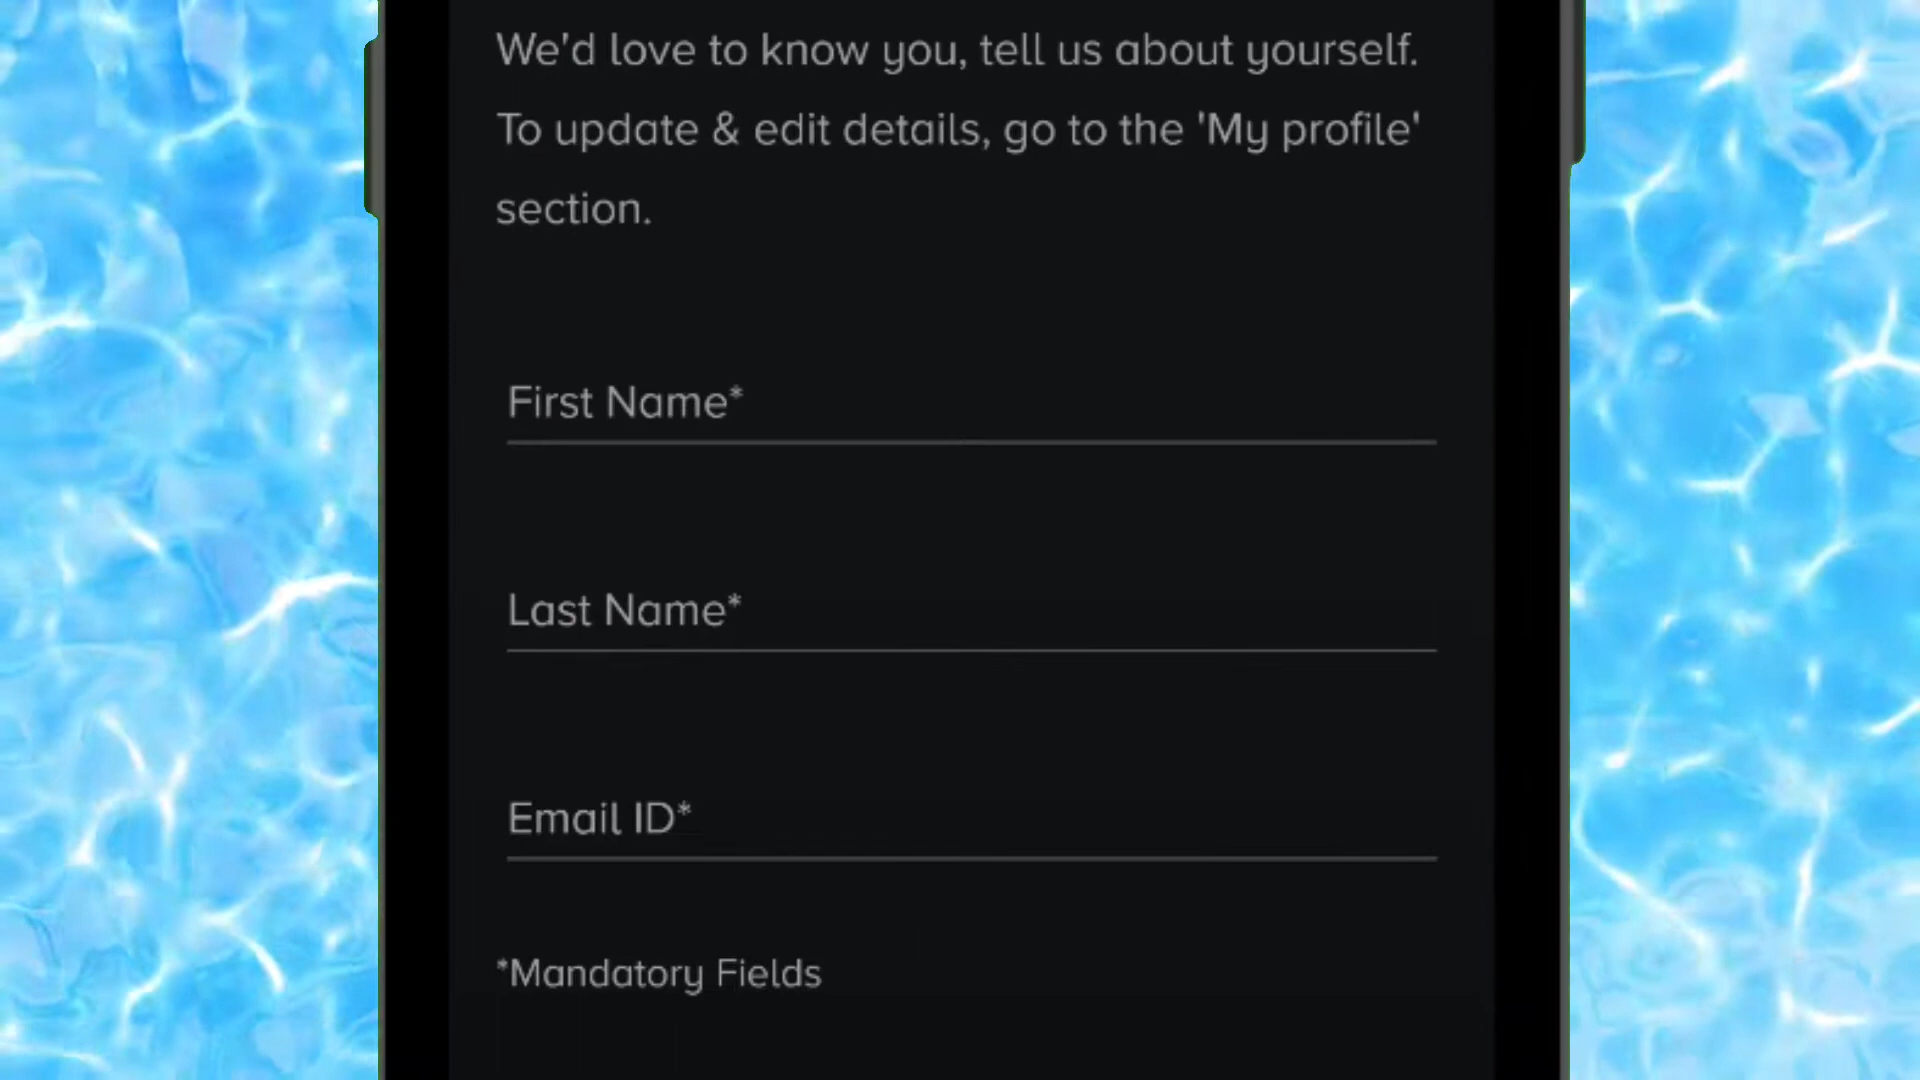 We'd love to know you, tell us about yourself.
To update & edit details, go to the 'My profile'
section.
First Name*
Last Name*
Email ID*
*Mandatory Fields